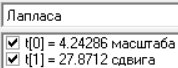 Лапласа
t[0] = 4.24286 масштаба
t[1] = 27.8712 сдвига